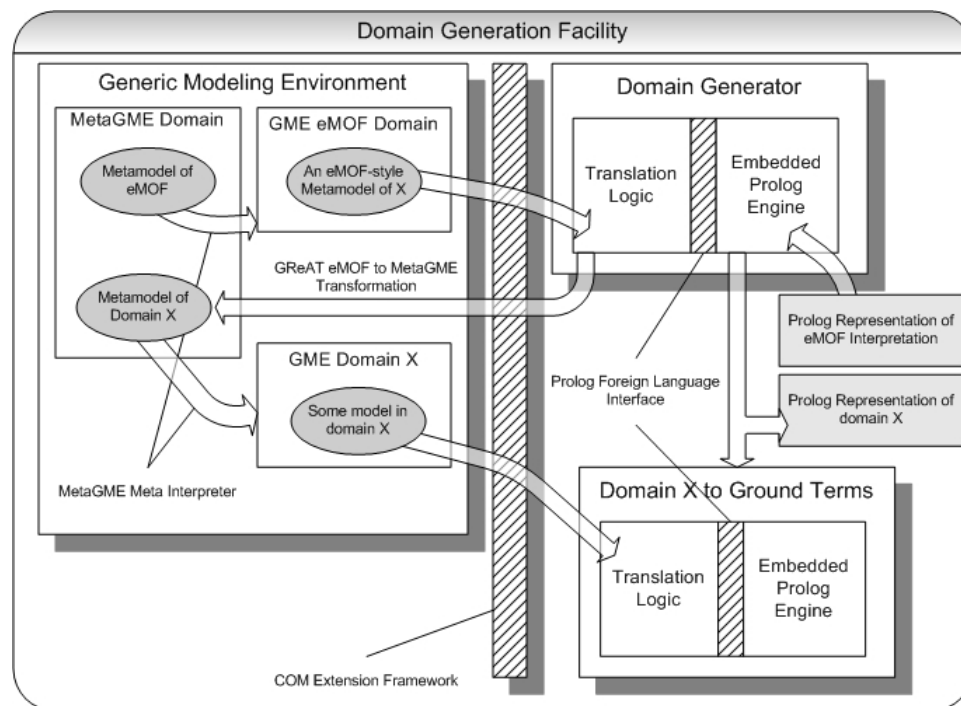 Domain Generation Facility
Generic Modeling Environment
MetaGME Domain
Metamodel of
eMOF
GME eMOF Domain
An eMOF-style
Metamodel of X
GReAT eMOF to MetaGME
Transformation
Metamodel of
Domain X
GME Domain X
Some model in
domain X
MetaGME Meta Interpreter
COM Extension Framework
Domain Generator
Translation
Logic
Embedded
Prolog
Engine
Prolog Representation of
eMOF Interpretation
Prolog Foreign Language
Interface
Prolog Representation of
domain X
Domain X to Ground Terms
Translation
Logic
Embedded
Prolog
Engine